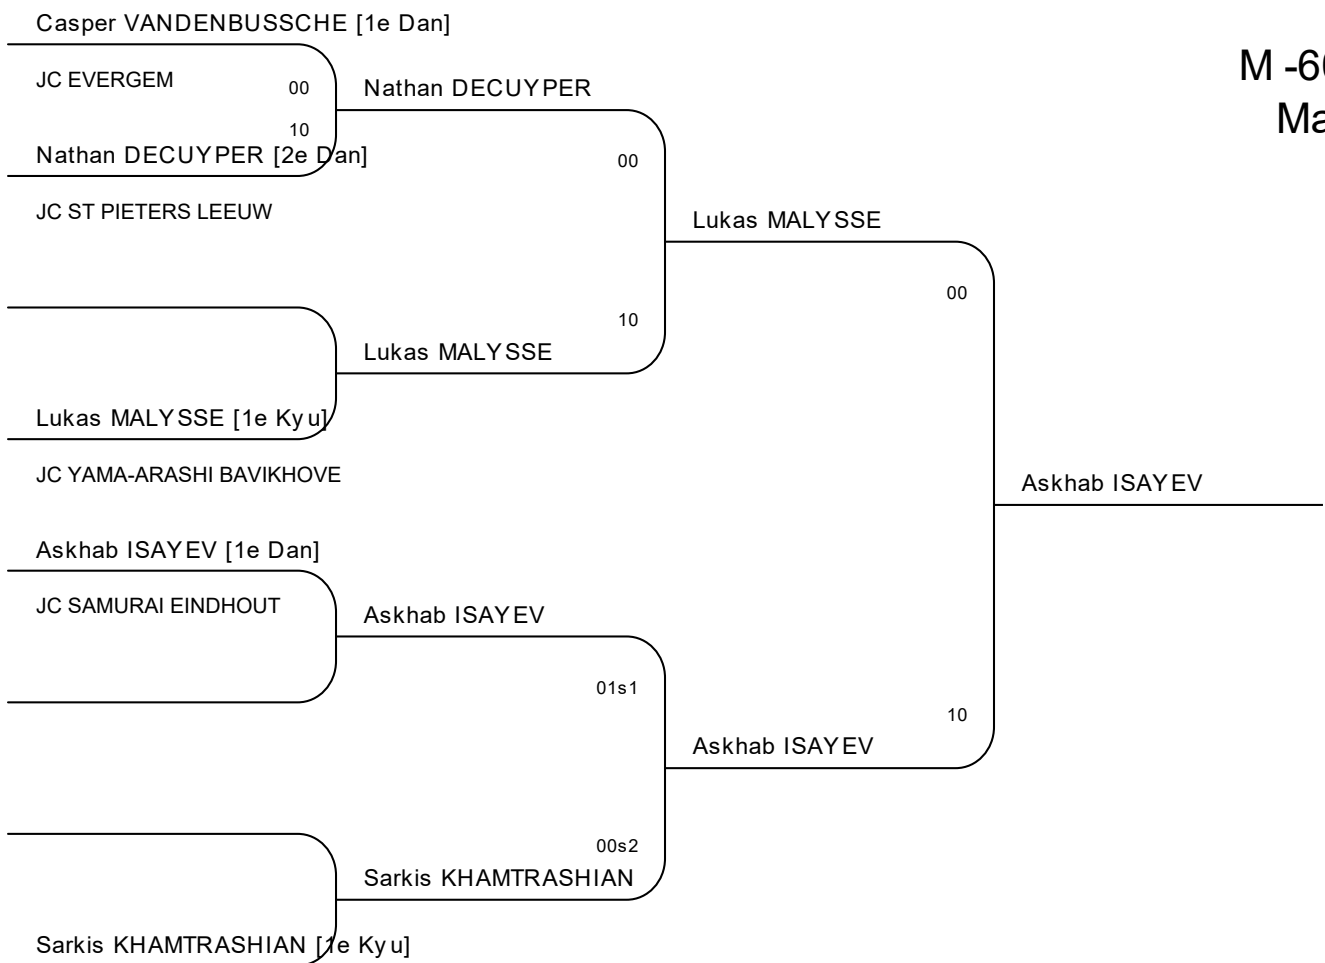 Casper VANDENBUSSCHE [1e Dan]
JC EVERGEM
00
10
Nathan DECUYPER [2e Dan]
JC ST PIETERS LEEUW
Nathan DECUYPER
00
10
Lukas MALYSSE
Lukas MALYSSE [1e Kyu]
JC YAMA-ARASHI BAVIKHOVE
Lukas MALYSSE
00
10
Askhab ISAYEV
Askhab ISAYEV [1e Dan]
JC SAMURAI EINDHOUT
Askhab ISAYEV
01s1
00s2
Sarkis KHAMTRASHIAN
Sarkis KHAMTRASHIAN [1e Kyu]
Askhab ISAYEV
M -6
Ma